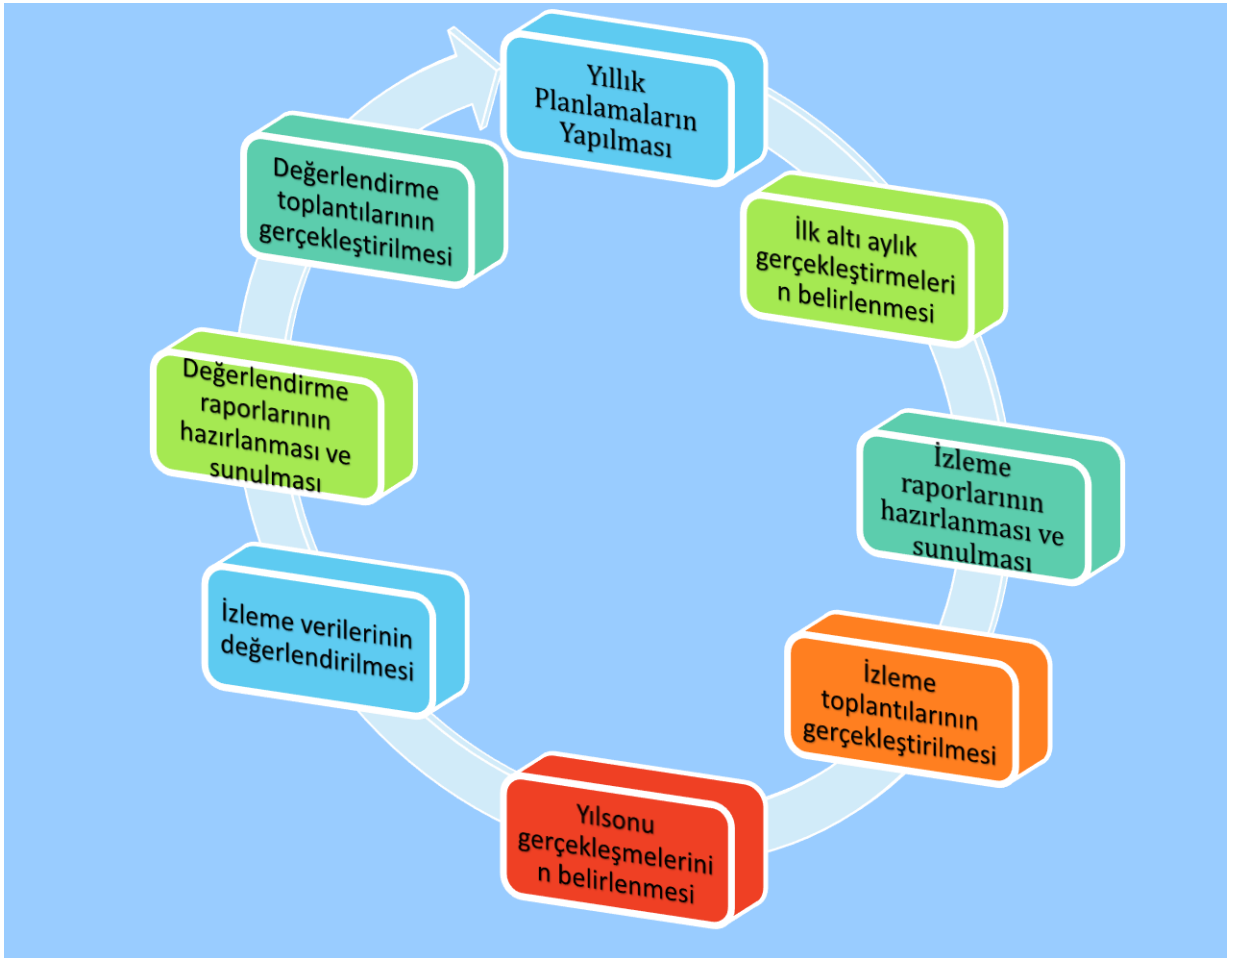 Yıllık
Planlamaların
Yapılması
İlk altı aylık
gerçekleştirmeleri
n belirlenmesi
İzleme
raporlarının
hazırlanması ve
sunulması
İzleme
toplantılarının
gerçekleştirilmesi
Yılsonu
gerçekleşmelerini
n belirlenmesi
İzleme verilerinin
değerlendirilmesi
Değerlendirme
raporlarının
hazırlanması ve
sunulması
Değerlendirme
toplantılarının
gerçekleştirilmesi